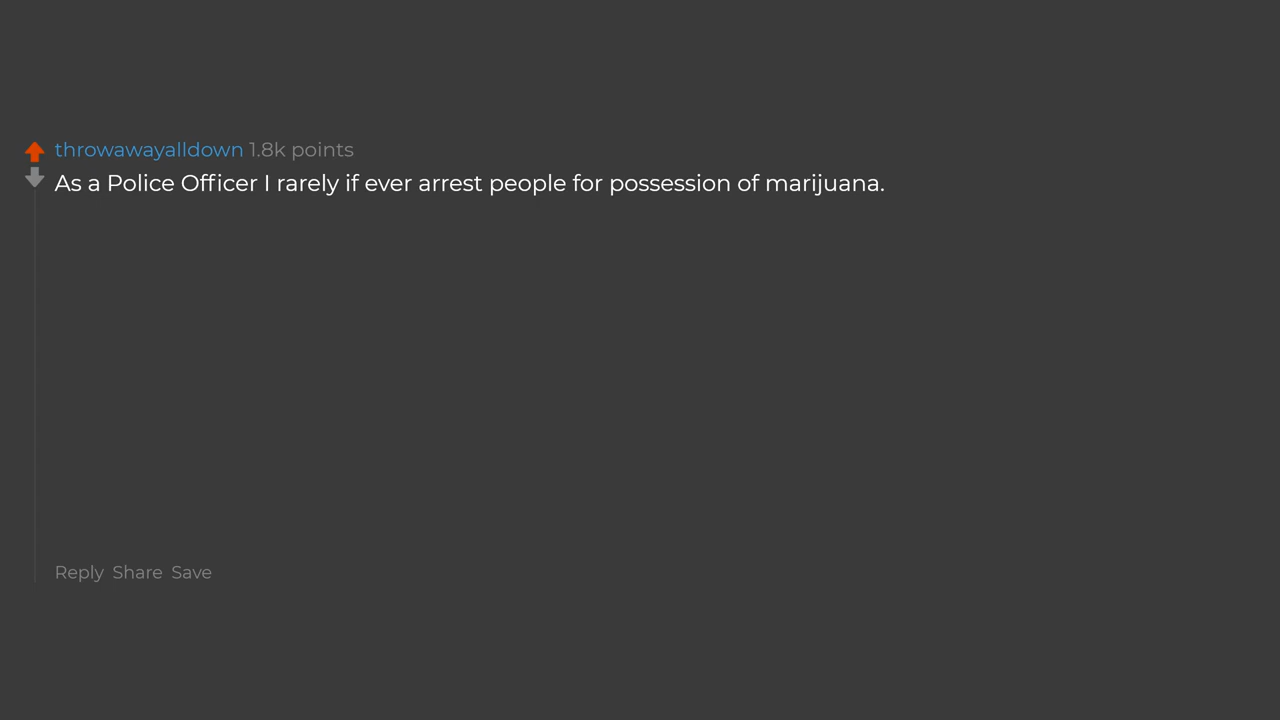 throwawayalldown 1.8k points
As a Police Officer I rarely if ever arrest people for possession of marijuana.
Reply Share Save